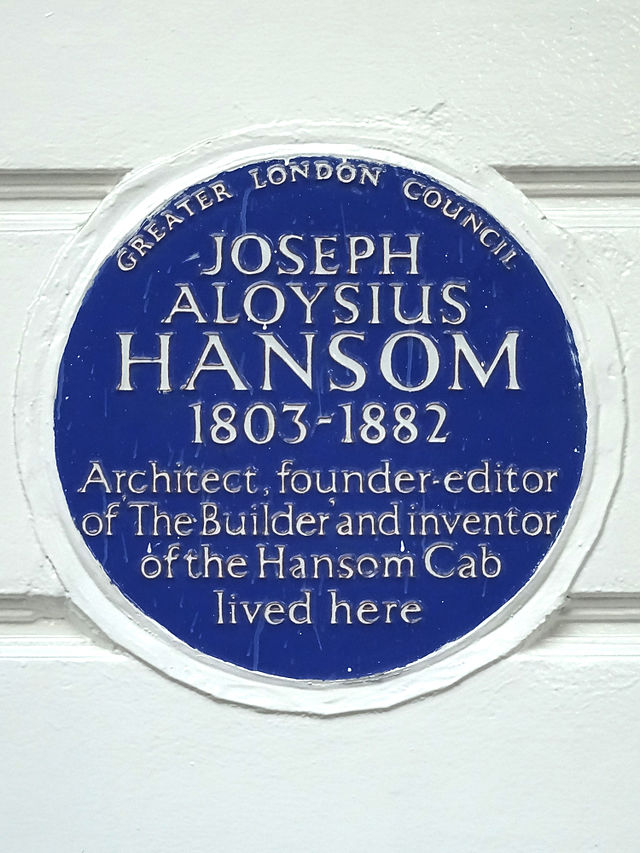 GREATER LONDON COUNCIL
JOSEPH
ALOYSIUS
HANSOM
1803-1882
Architect, founder-editor
of The Builder and inventor
of the Hansom Cab
lived here